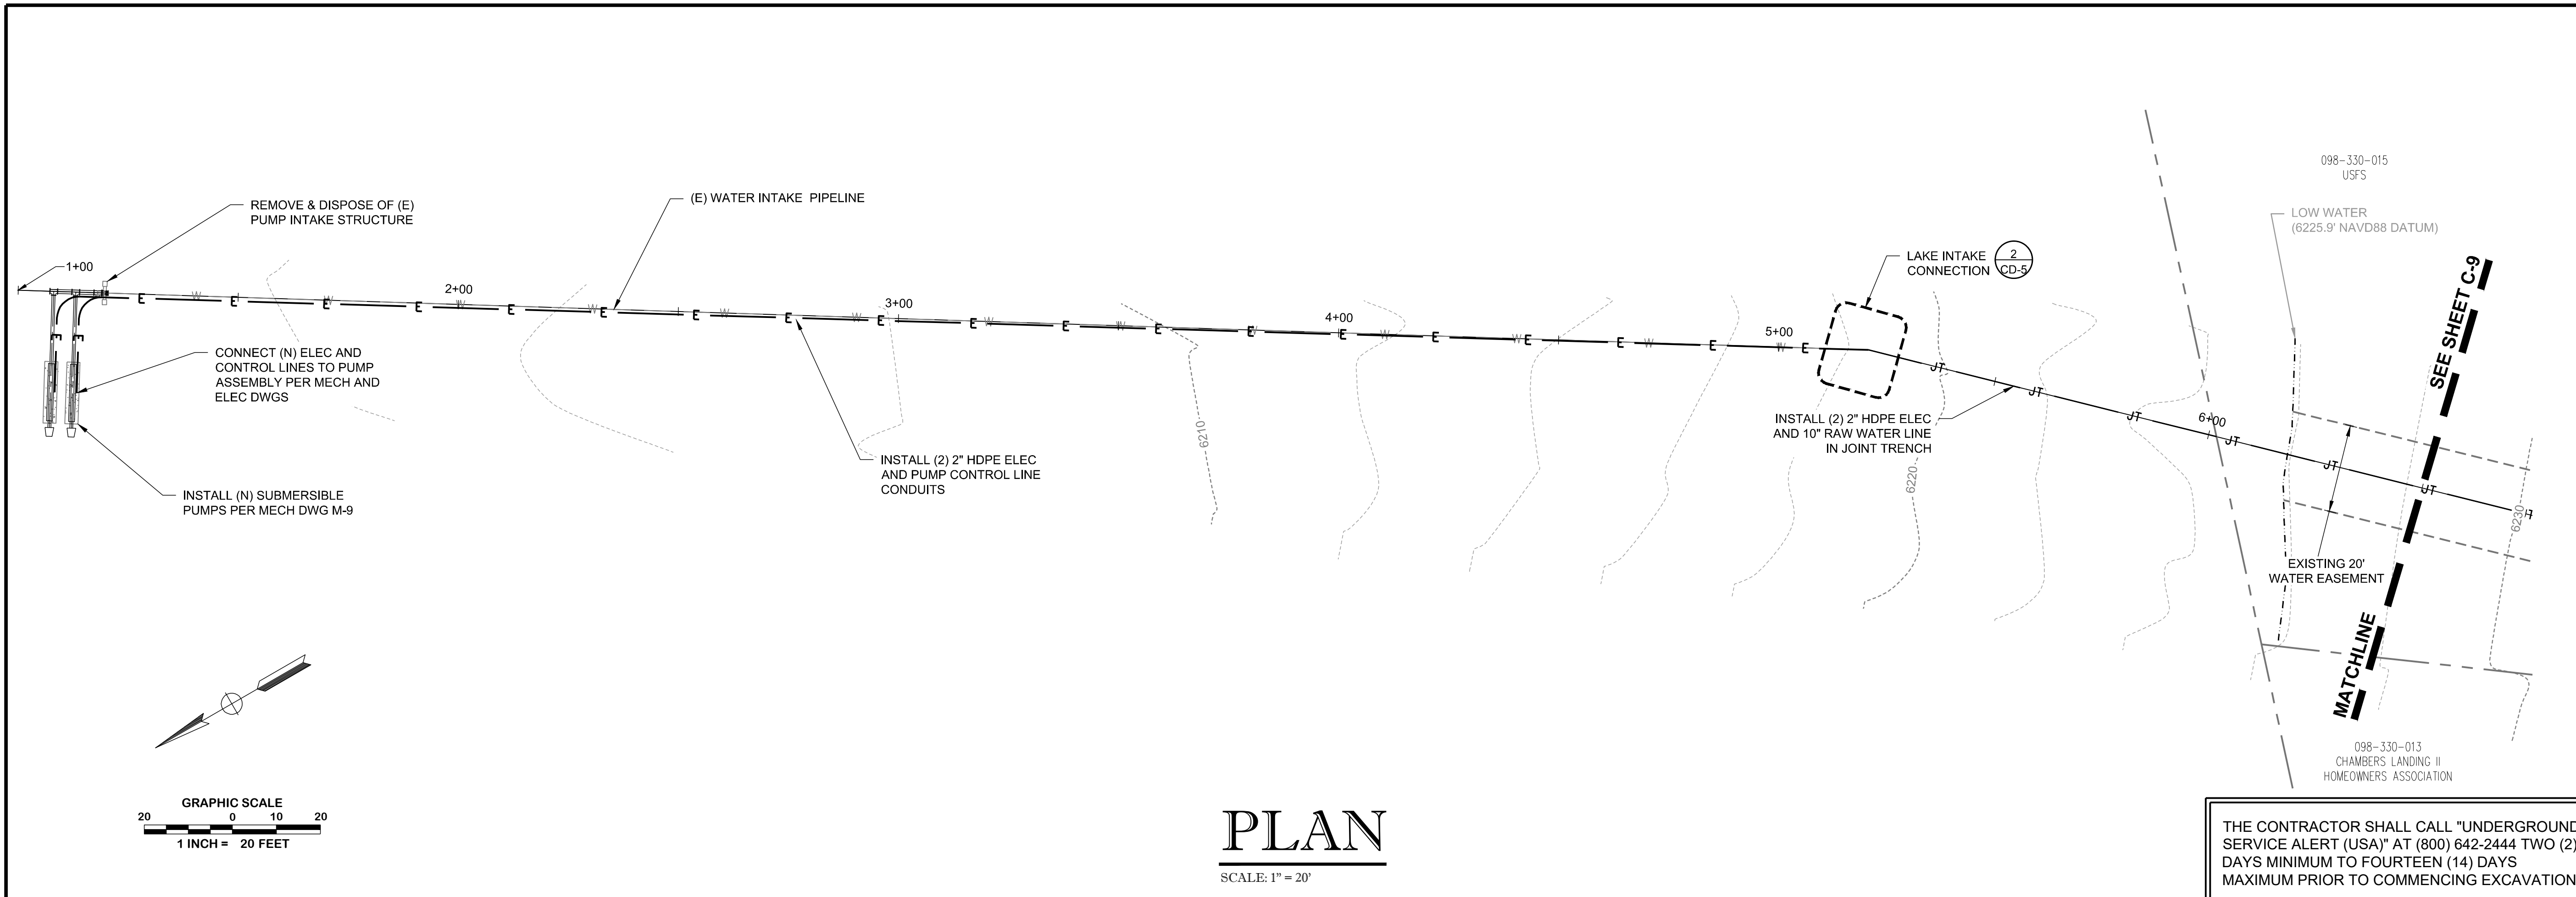 098-330-015
USFS
REMOVE & DISPOSE OF (E)
PUMP INTAKE STRUCTURE
(E) WATER INTAKE  PIPELINE
LOW WATER
(6225.9' NAVD88 DATUM)
LAKE INTAKE
CONNECTION
2
CD-5
SEE SHEET C-9
1+00
2+00
3+00
4+00
5+00
6+00
E E E E E E E E E E E E E E E E E E E
W W W W W W W W W W W W W
E E
JT JT JT JT JT JT JT
CONNECT (N) ELEC AND
CONTROL LINES TO PUMP
ASSEMBLY PER MECH AND
ELEC DWGS
INSTALL (N) SUBMERSIBLE
PUMPS PER MECH DWG M-9
INSTALL (2) 2" HDPE ELEC
AND PUMP CONTROL LINE
CONDUITS
6210
INSTALL (2) 2" HDPE ELEC
AND 10" RAW WATER LINE
IN JOINT TRENCH
6220
6230
EXISTING 20'
WATER EASEMENT
MATCHLINE
098-330-013
CHAMBERS LANDING II
HOMEOWNERS ASSOCIATION
GRAPHIC SCALE
20 0 10 20
1 INCH = 20 FEET
PLAN
SCALE: 1" = 20'
THE CONTRACTOR SHALL CALL "UNDERGROUND
SERVICE ALERT (USA)" AT (800) 642-2444 TWO (2)
DAYS MINIMUM TO FOURTEEN (14) DAYS
MAXIMUM PRIOR TO COMMENCING EXCAVATION